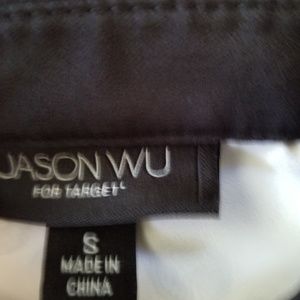 JASON WU
FOR TARGET
S
MADE IN
CHINA